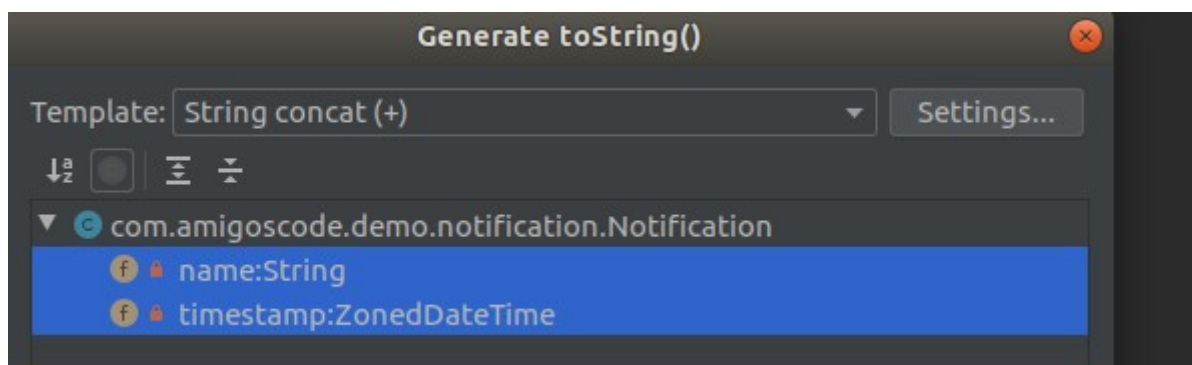 Generate toString()
Template: String concat (+) Settings...
com.amigoscode.demo.notification.Notification
name:String
timestamp:ZonedDateTime